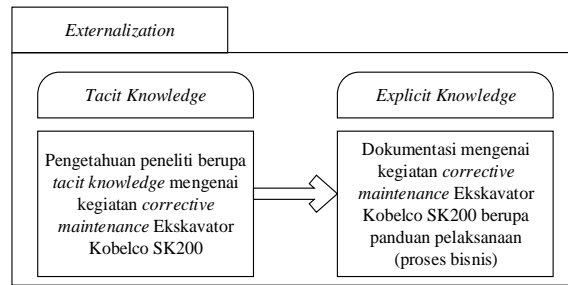 Externalization
Tacit Knowledge
Explicit Knowledge
Pengetahuan peneliti berupa
tacit knowledge mengenai
kegiatan corrective
maintenance Ekskavator
Kobelco SK200
Dokumentasi mengenai
kegiatan corrective
maintenance Ekskavator
Kobelco SK200 berupa
panduan pelaksanaan
(proses bisnis)